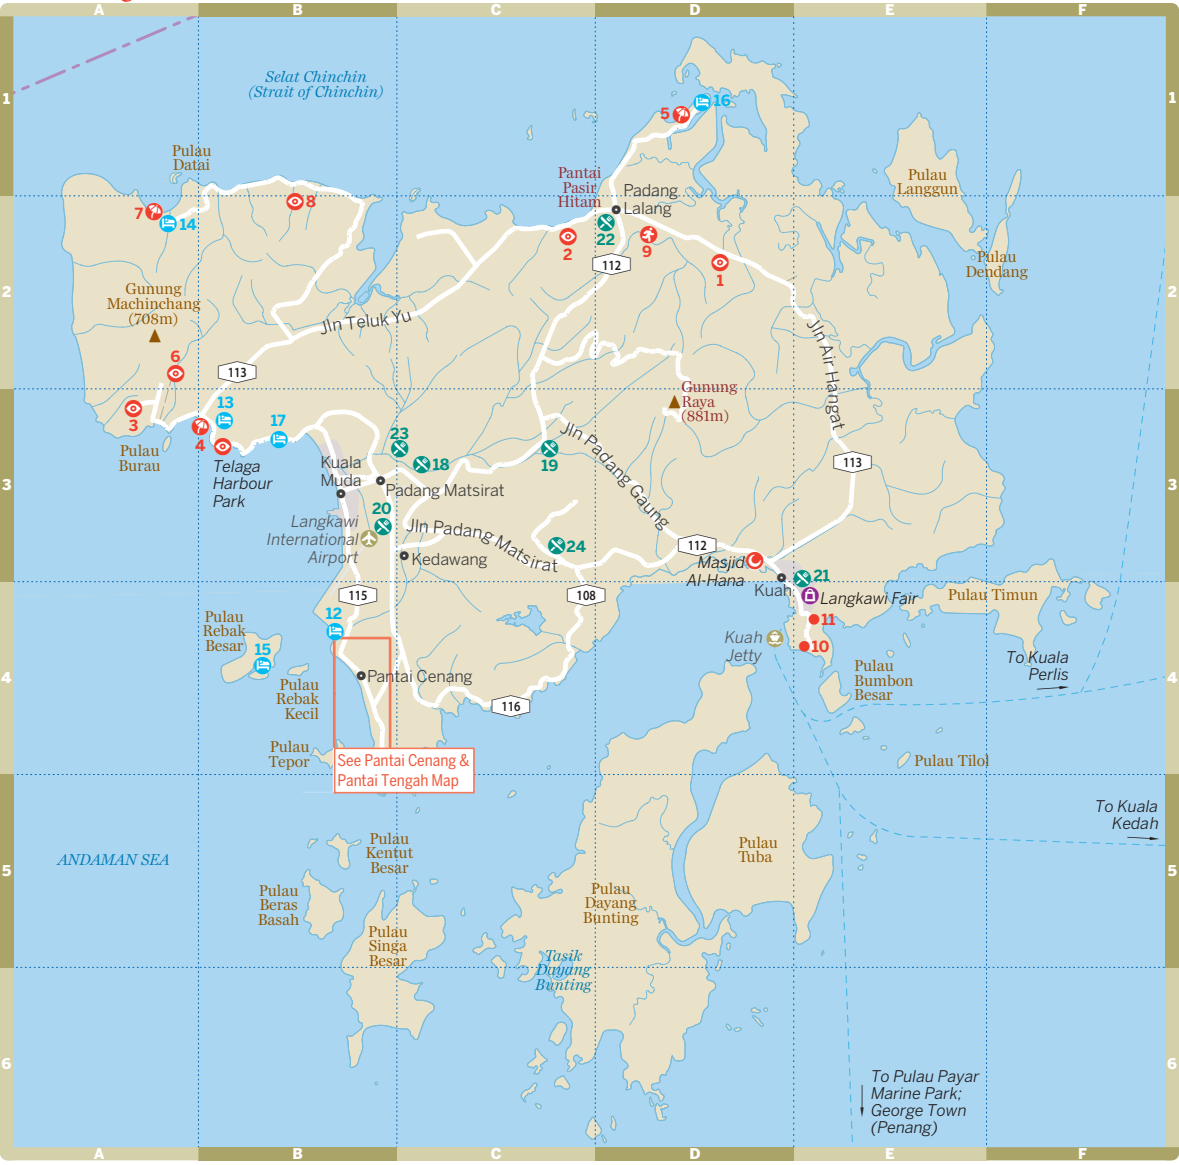 A
B
C
D
E
F
1
1
Selat Chinchin
(Strait of Chinchin)
5
16
Pulau
Datai
Pantai
Pasir
Hitam
Padang
Lalang
Pulau
Langgun
7
14
8
2
22
9
1
112
Pulau
Dendang
2
2
Gunung
Machinchang
(708m)
Jln Teluk Yu
Jln Air Hangat
6
113
3
4
13
17
Pulau
Burau
Telaga
Harbour
Park
Gunung
Raya
(881m)
23
18
19
Jln Padang Gaung
113
3
3
Kuala
Muda
Padang Matsirat
20
Langkawi
International
Airport
Jln Padang Matsirat
24
Kedawang
112
Masjid
Al-Hana
Kuah
21
Langkawi Fair
115
108
Pulau Timun
11
10
Kuah
Jetty
12
Pulau
Rebak
Besar
15
Pulau
Rebak
Kecil
Pantai Cenang
116
Pulau
Bumbon
Besar
To Kuala
Perlis
4
4
Pulau
Tepor
See Pantai Cenang &
Pantai Tengah Map
Pulau Tilol
To Kuala
Kedah
ANDAMAN SEA
Pulau
Kentut
Besar
Pulau
Tuba
5
5
Pulau
Beras
Basah
Pulau
Singa
Besar
Pulau
Dayang
Bunting
Tasik
Dayang
Bunting
6
6
To Pulau Payar
Marine Park;
George Town
(Penang)
A
B
C
D
E
F